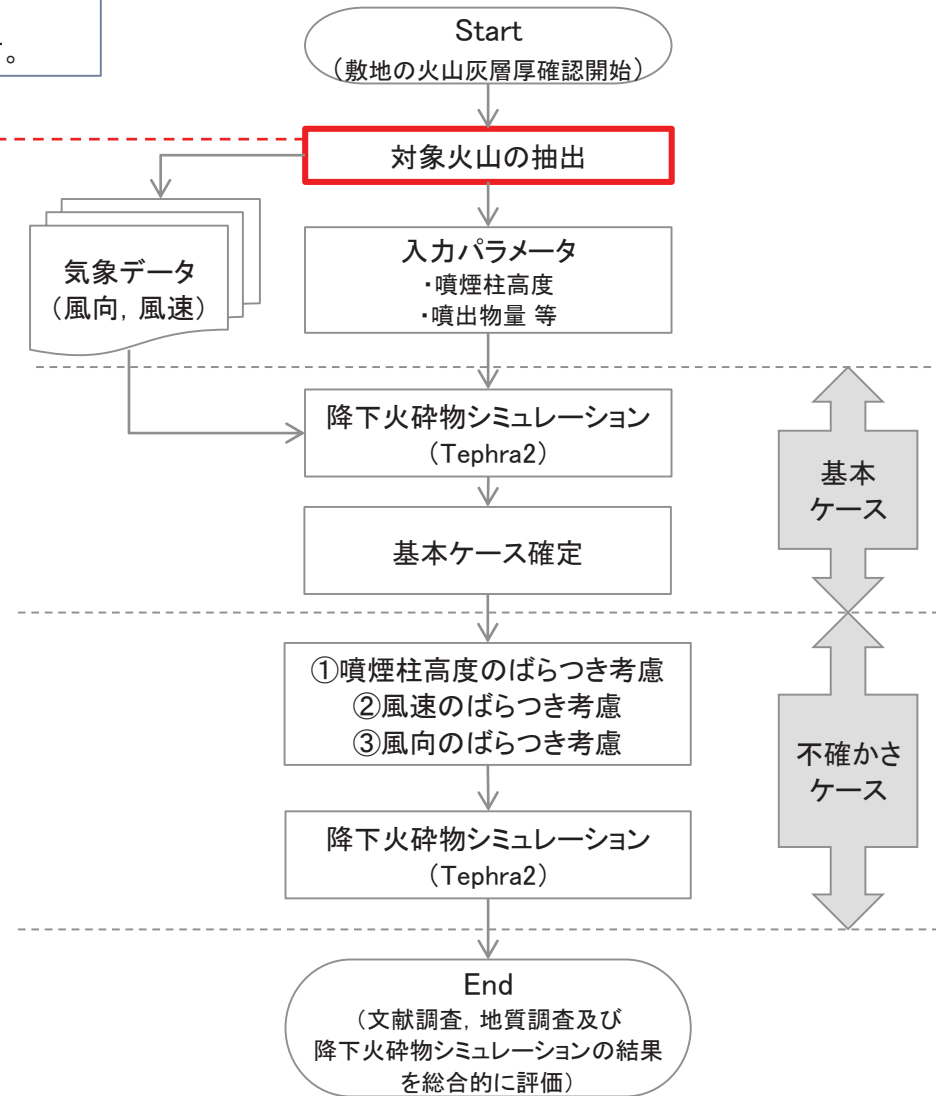 す。
Start
（敷地の火山灰層厚確認開始）
対象火山の抽出
気象データ
（風向，風速）
入力パラメータ
・噴煙柱高度
・噴出物量 等
降下火砕物シミュレーション
（Tephra2）
基本ケース確定
基本
ケース
①噴煙柱高度のばらつき考慮
②風速のばらつき考慮
③風向のばらつき考慮
降下火砕物シミュレーション
（Tephra2）
不確かさ
ケース
End
（文献調査，地質調査及び
降下火砕物シミュレーションの結果
を総合的に評価）